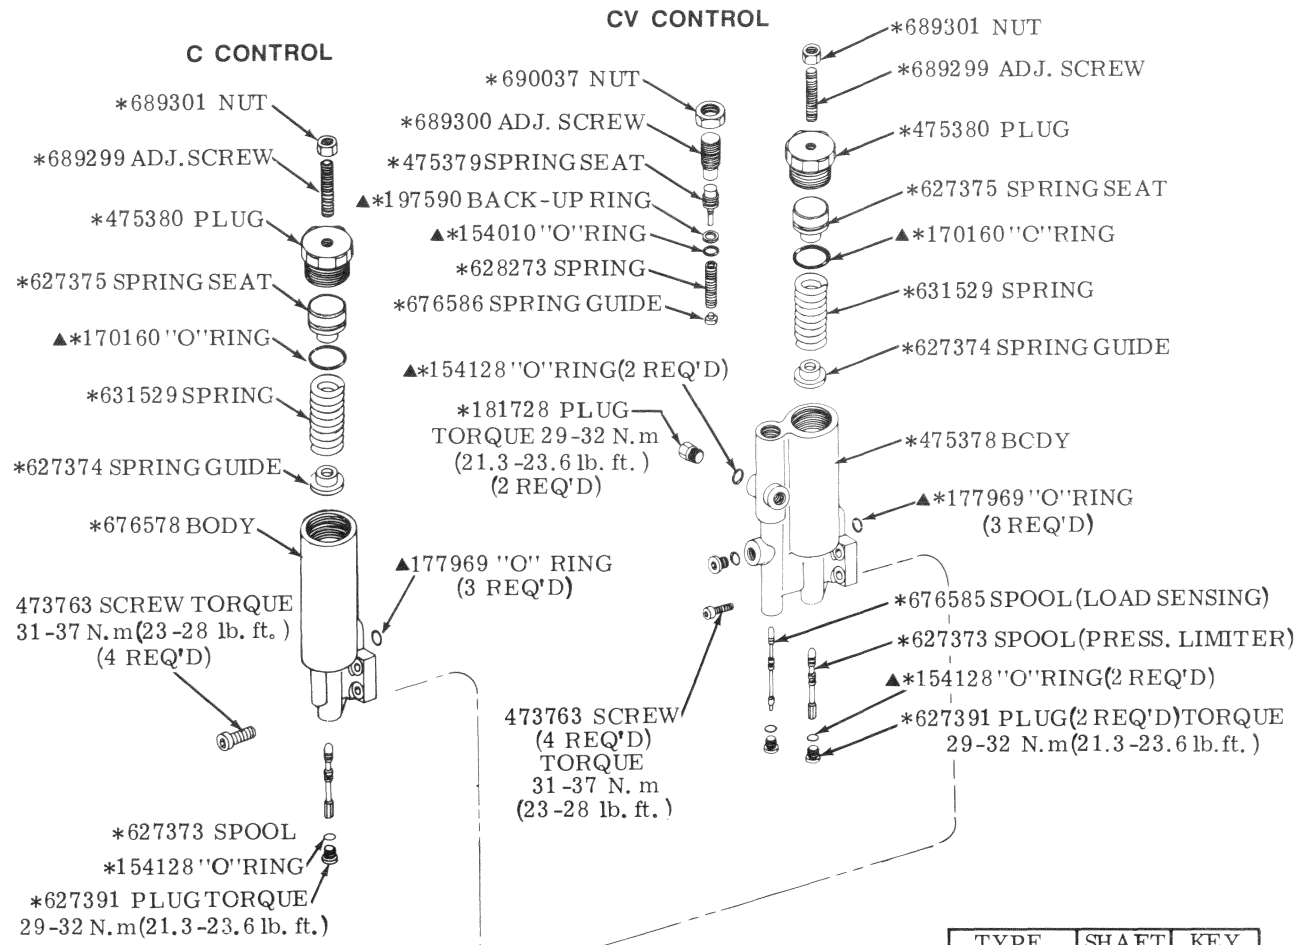 C CONTROL
*689301 NUT
*689299 ADJ. SCREW
*475380 PLUG
*627375 SPRING SEAT
▲*170160 "O" RING
*631529 SPRING
*627374 SPRING GUIDE
*676578 BODY
▲177969 "O" RING
(3 REQ'D)
473763 SCREW TORQUE
31-37 N.m (23-28 lb. ft.)
(4 REQ'D)
*627373 SPOOL
*154128 "O" RING
*627391 PLUG TORQUE
29-32 N.m (21.3-23.6 lb. ft.)
CV CONTROL
*690037 NUT
*689300 ADJ. SCREW
*475379 SPRING SEAT
▲*197590 BACK-UP RING
▲*154010 "O" RING
*628273 SPRING
*676586 SPRING GUIDE
▲*154128 "O" RING (2 REQ'D)
*181728 PLUG
TORQUE 29-32 N.m
(21.3-23.6 lb. ft.)
(2 REQ'D)
473763 SCREW
(4 REQ'D)
TORQUE
31-37 N.m
(23-28 lb. ft.)
*689301 NUT
*689299 ADJ. SCREW
*475380 PLUG
*627375 SPRING SEAT
▲*170160 "C" RING
*631529 SPRING
*627374 SPRING GUIDE
*475378 BCDY
▲*177969 "O" RING
(3 REQ'D)
*676585 SPOOL (LOAD SENSING)
*627373 SPOOL (PRESS. LIMITER)
▲*154128 "O" RING (2 REQ'D)
*627391 PLUG (2 REQ'D) TORQUE
29-32 N.m (21.3-23.6 lb. ft.)
TYPE SHAFT KEY